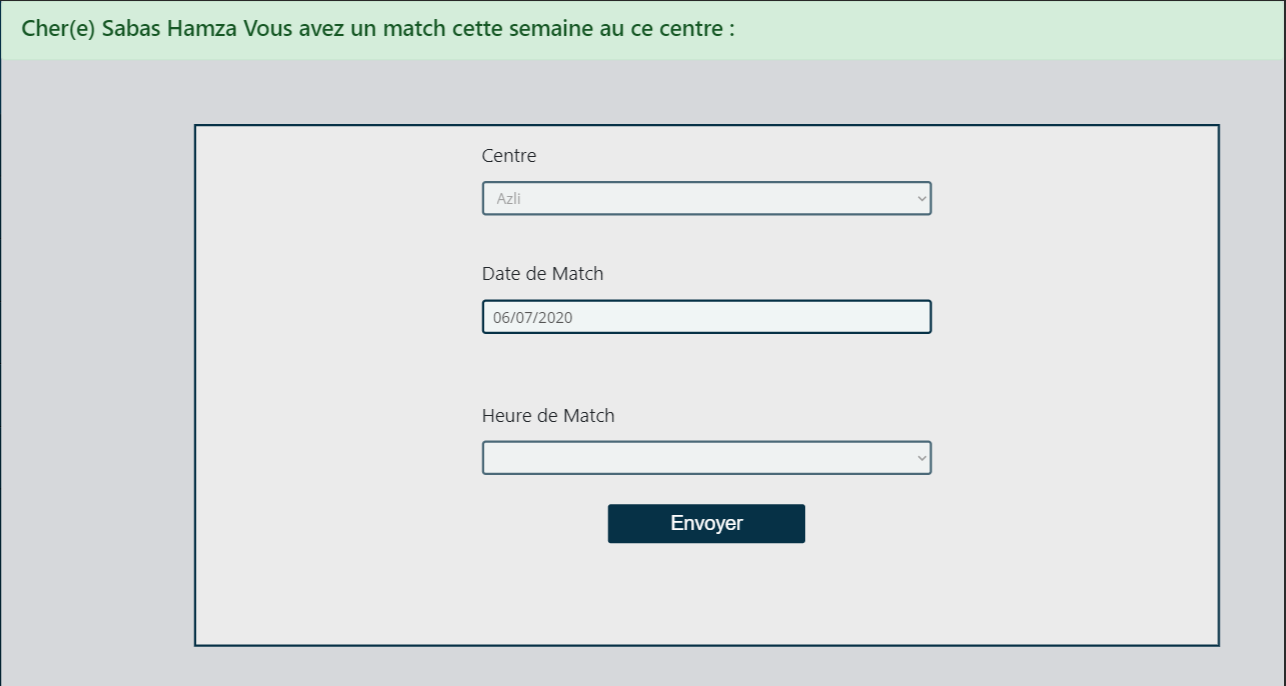 Cher(e) Sabas Hamza Vous avez un match cette semaine au ce centre :
Centre
Azli
Date de Match
06/07/2020
Heure de Match
Envoyer